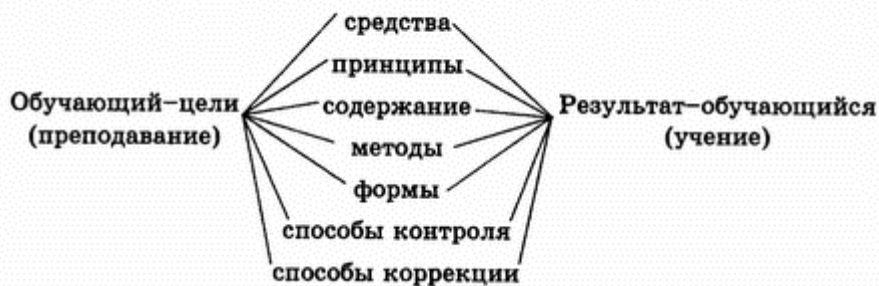 средства
принципы
Обучающий–цели
(преподавание)
содержание
методы
формы
способы контроля
способы коррекции
Результат–обучающийся
(учение)